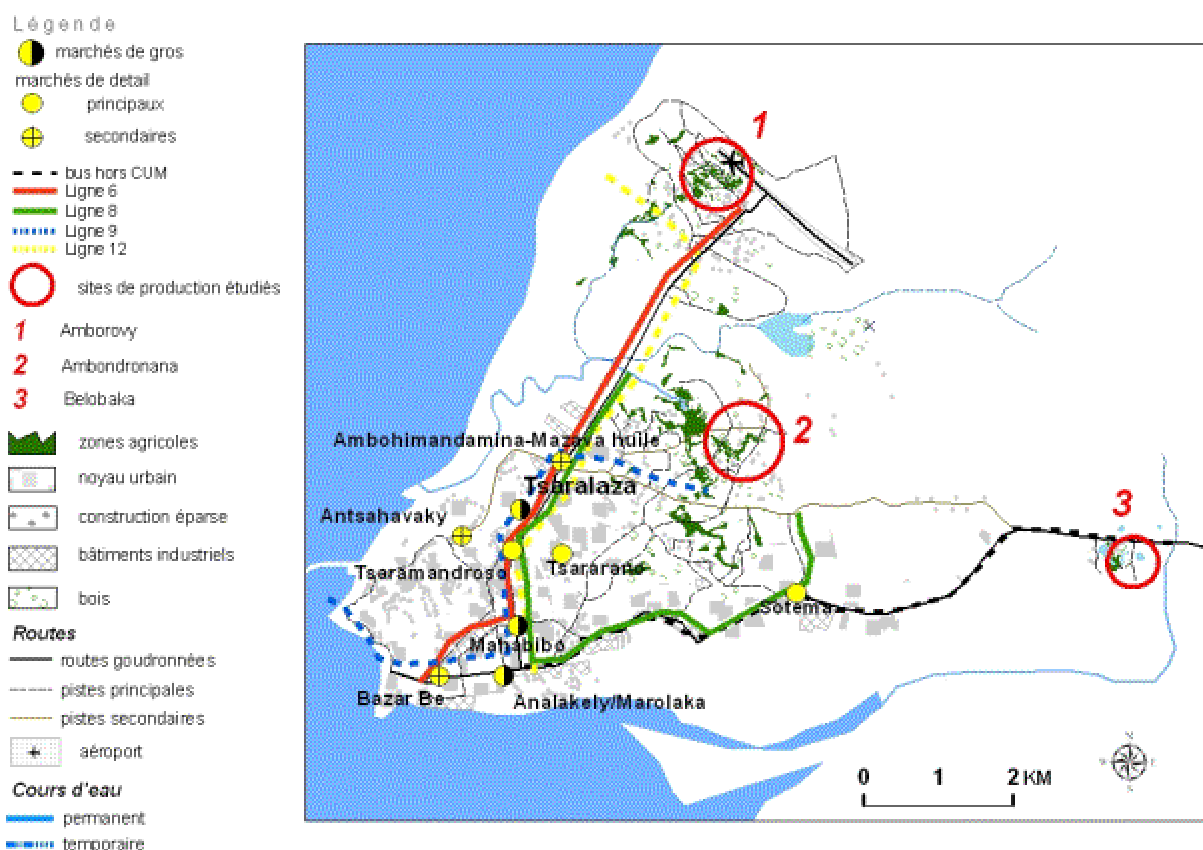 Légende
marchés de gros
marchés de detail
principaux
secondaires
bus hors CUM
Ligne 6
Ligne 8
Ligne 9
Ligne 12
sites de production étudiés
1 Amborovy
2 Ambondronana
3 Belobaka
zones agricoles
noyau urbain
construction éparse
bâtiments industriels
bois
Routes
routes goudronnées
pistes principales
pistes secondaires
aéroport
Cours d'eau
permanent
temporaire
1
2
Ambohimandamina-Mazava huile
Tsaralaza
3
Antsahavaky
Tsaramandroso
Tsararano
Sotema
Mahabibo
Bazar Be
Analakely/Marolaka
0 1 2 KM